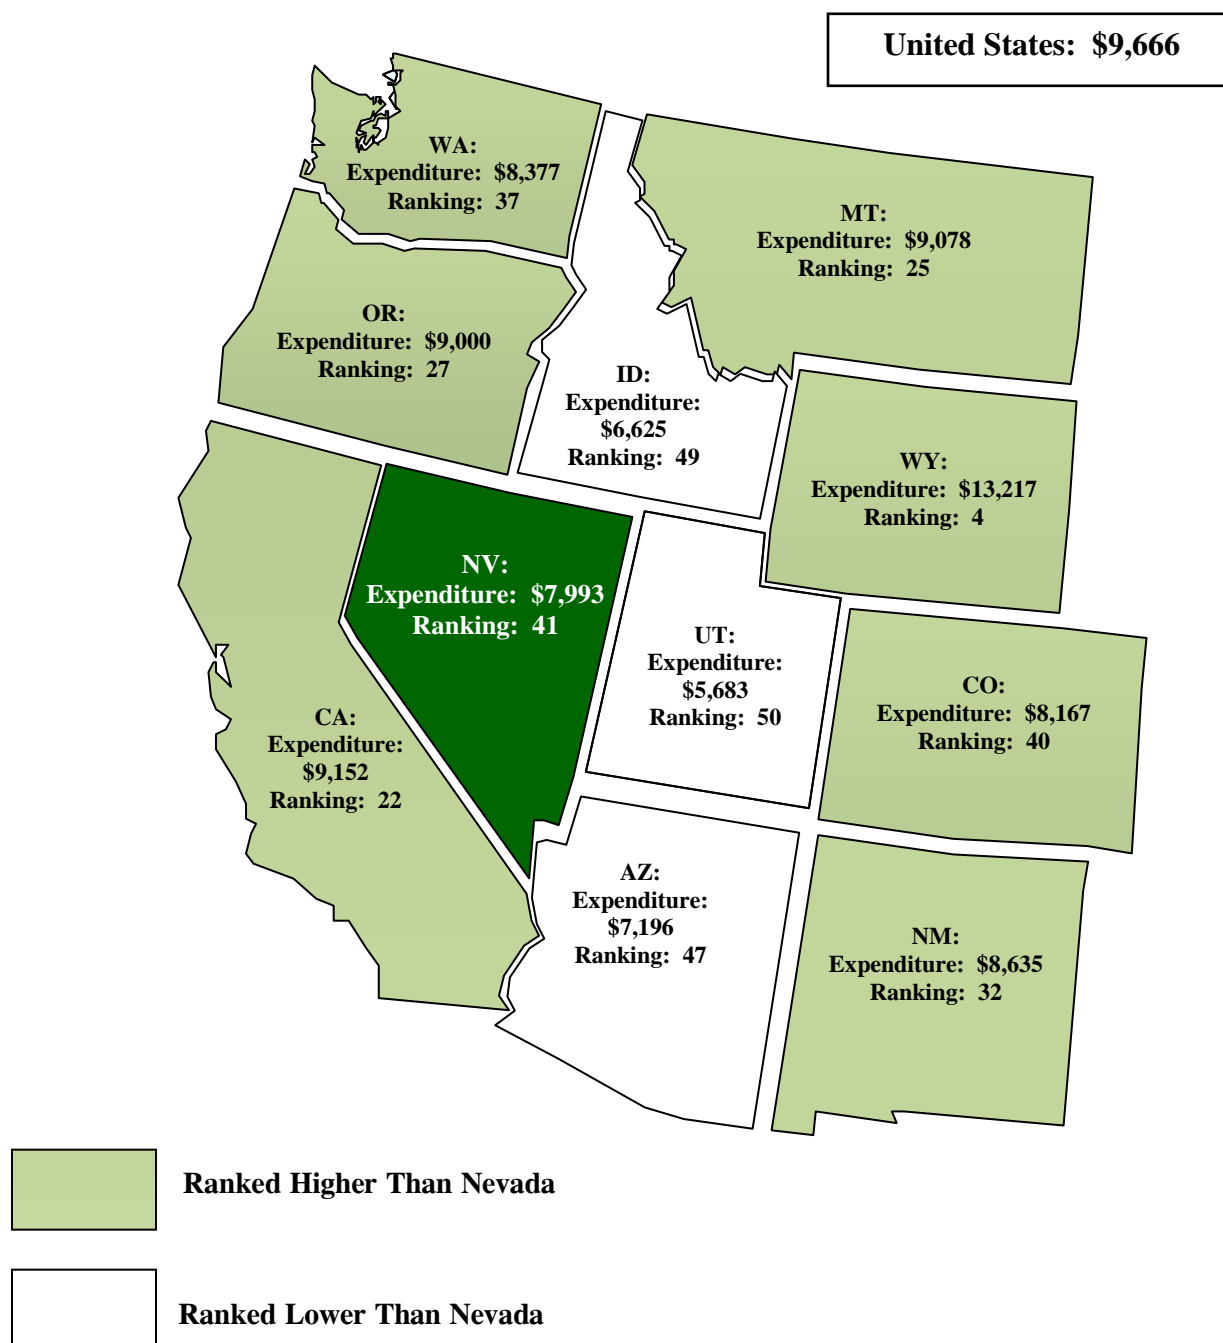 United States: $9,666
WA:
Expenditure: $8,377
Ranking: 37
MT:
Expenditure: $9,078
Ranking: 25
OR:
Expenditure: $9,000
Ranking: 27
ID:
Expenditure:
$6,625
Ranking: 49
WY:
Expenditure: $13,217
Ranking: 4
NV:
Expenditure: $7,993
Ranking: 41
UT:
Expenditure:
$5,683
Ranking: 50
CO:
Expenditure: $8,167
Ranking: 40
CA:
Expenditure:
$9,152
Ranking: 22
AZ:
Expenditure:
$7,196
Ranking: 47
NM:
Expenditure: $8,635
Ranking: 32
Ranked Higher Than Nevada
Ranked Lower Than Nevada